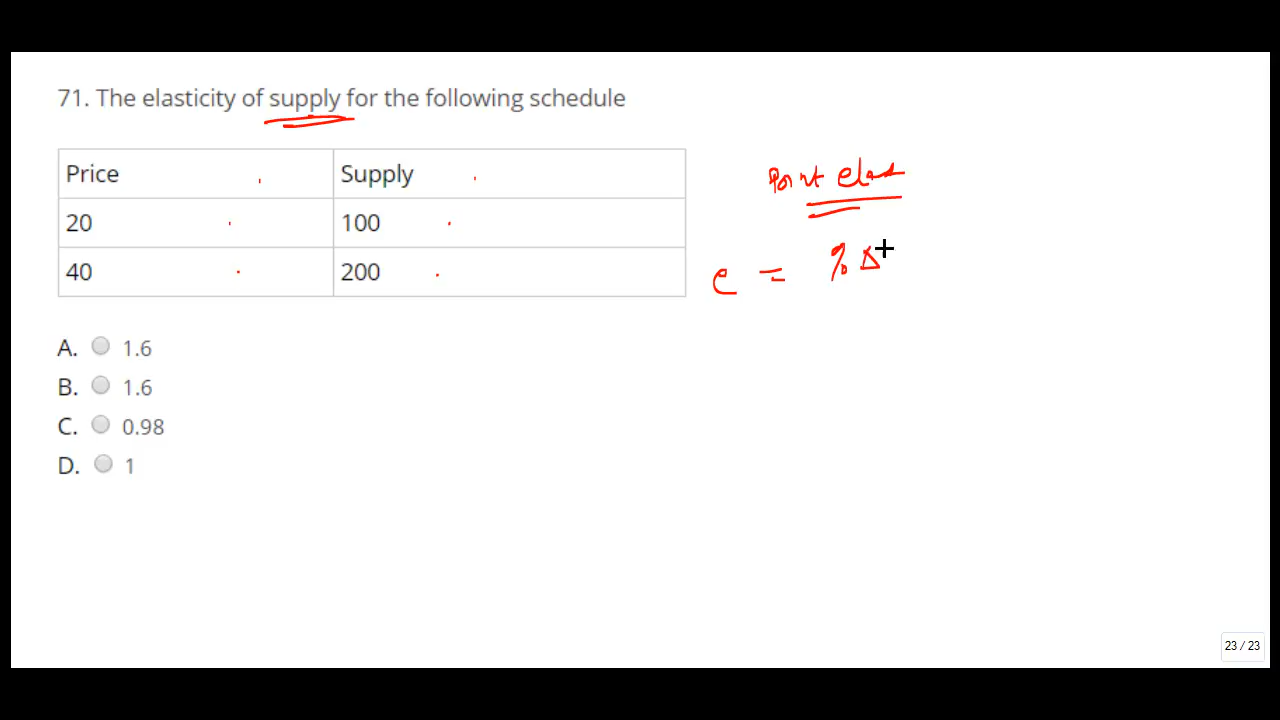 71. The elasticity of supply for the following schedule
Price Supply
20 100
40 200
Point elas
e = % Δ
A. 1.6
B. 1.6
C. 0.98
D. 1
23 / 23